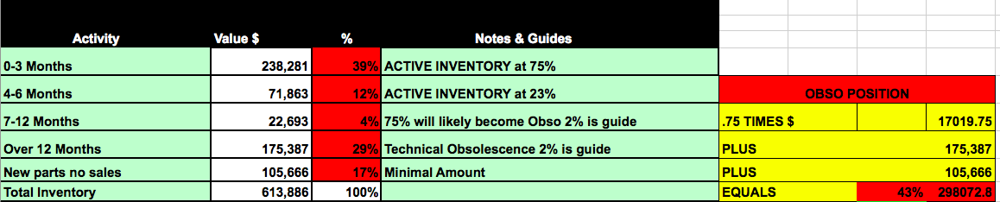 Activity Value $ % Notes & Guides
0-3 Months 238,281 39% ACTIVE INVENTORY at 75%
4-6 Months 71,863 12% ACTIVE INVENTORY at 23% OBSO POSITION
7-12 Months 22,693 4% 75% will likely become Obso 2% is guide .75 TIMES $ 17019.75
Over 12 Months 175,387 29% Technical Obsolescence 2% is guide PLUS 175,387
New parts no sales 105,666 17% Minimal Amount PLUS 105,666
Total Inventory 613,886 100% EQUALS 43% 298072.8